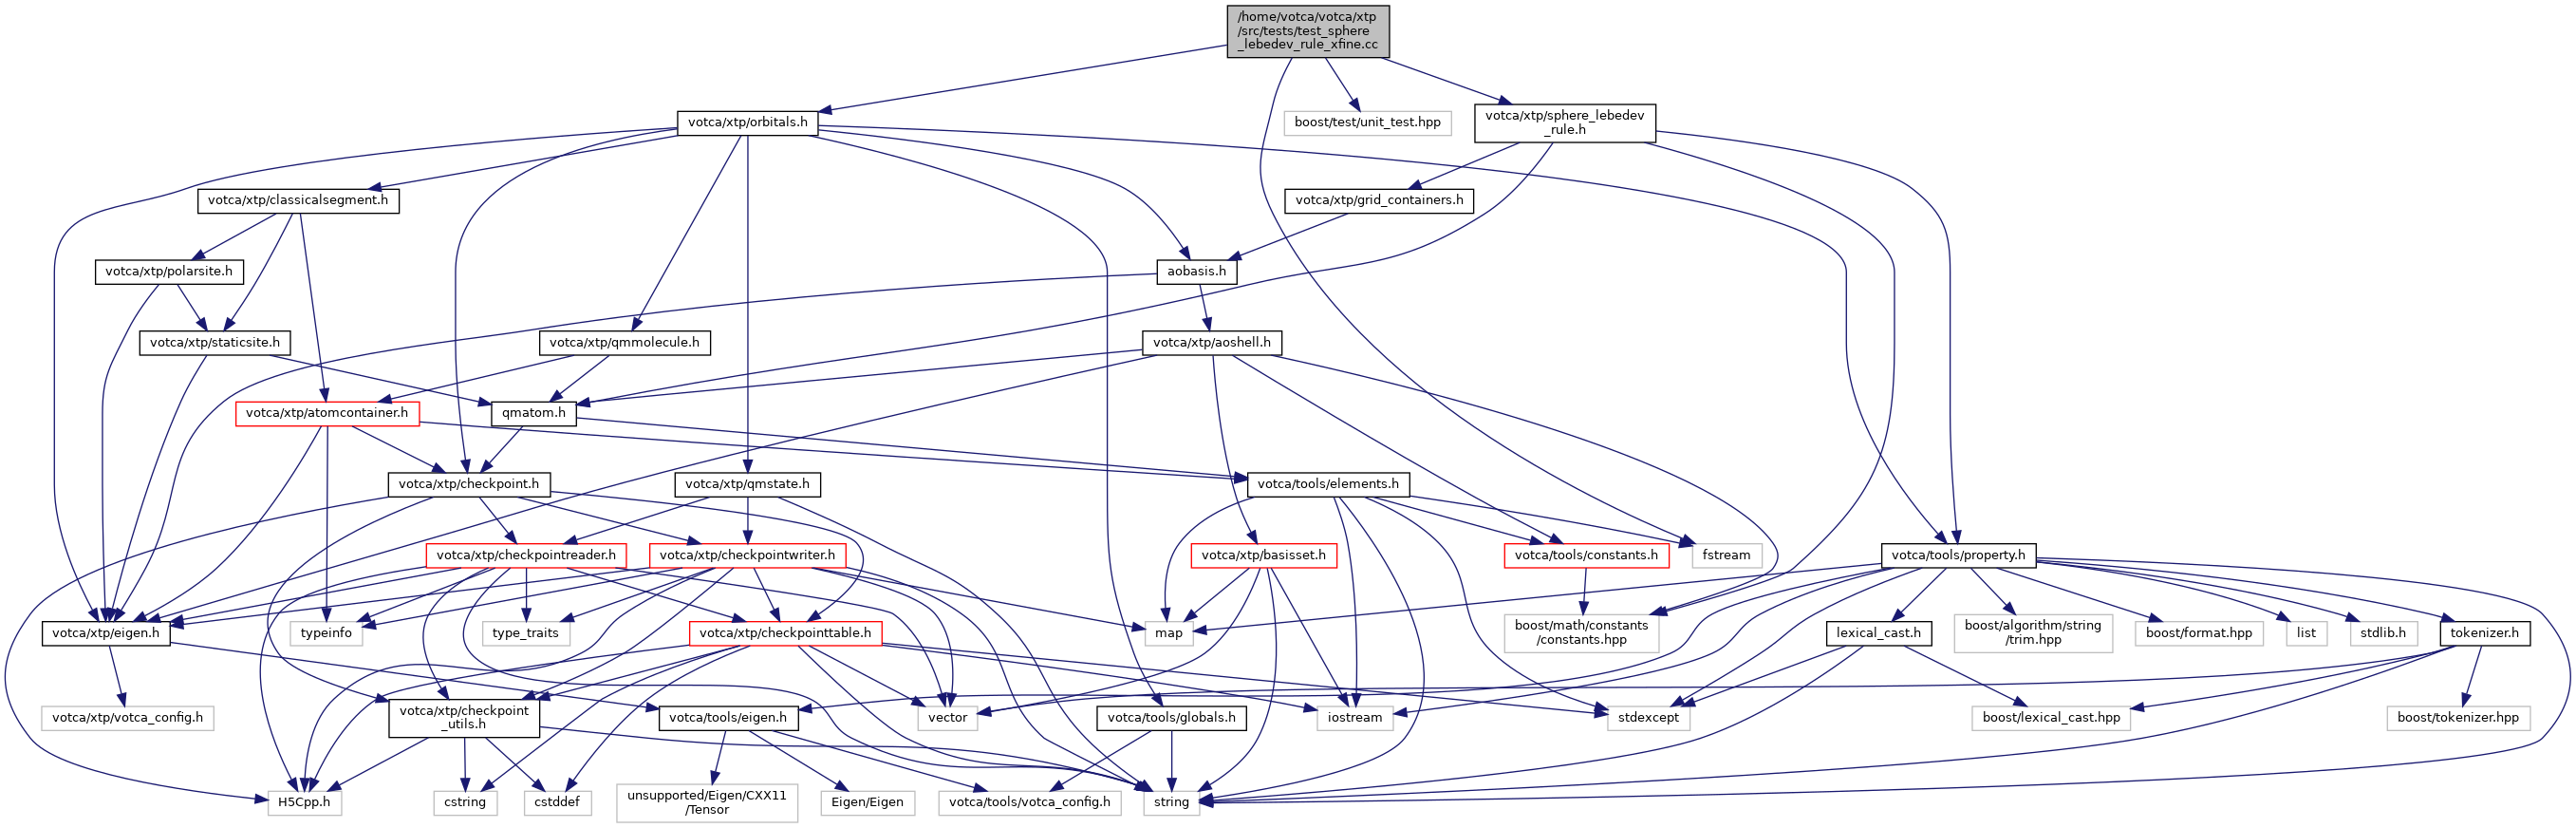 /home/votca/votca/xtp
/src/tests/test_sphere
_lebedev_rule_xfine.cc
votca/xtp/orbitals.h
boost/test/unit_test.hpp
votca/xtp/sphere_lebedev
_rule.h
votca/xtp/classicalsegment.h
votca/xtp/grid_containers.h
votca/xtp/polarsite.h
aobasis.h
votca/xtp/staticsite.h
votca/xtp/qmmolecule.h
votca/xtp/aoshell.h
votca/xtp/atomcontainer.h
qmatom.h
votca/xtp/checkpoint.h
votca/xtp/qmstate.h
votca/tools/elements.h
votca/xtp/checkpointreader.h
votca/xtp/checkpointwriter.h
votca/xtp/basisset.h
votca/tools/constants.h
fstream
votca/tools/property.h
votca/xtp/eigen.h
typeinfo
type_traits
votca/xtp/checkpointtable.h
map
boost/math/constants
/constants.hpp
lexical_cast.h
boost/algorithm/string
/trim.hpp
boost/format.hpp
list
stdlib.h
tokenizer.h
votca/xtp/votca_config.h
votca/xtp/checkpoint
_utils.h
votca/tools/eigen.h
vector
votca/tools/globals.h
iostream
stdexcept
boost/lexical_cast.hpp
boost/tokenizer.hpp
H5Cpp.h
cstring
cstddef
unsupported/Eigen/CXX11
/Tensor
Eigen/Eigen
votca/tools/votca_config.h
string